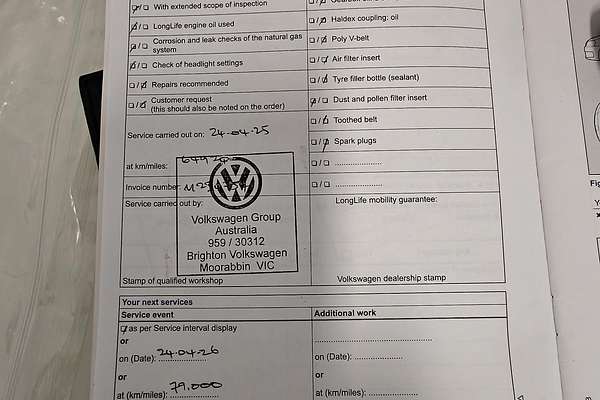 With extended scope of inspection
LongLife engine oil used
Corrosion and leak checks of the natural gas
system
Check of headlight settings
Repairs recommended
Customer request
(this should also be noted on the order)
Service carried out on: 24.04.25
at km/miles:
Invoice number:
Service carried out by:
Volkswagen Group
Australia
959 / 30312
Brighton Volkswagen
Moorabbin VIC
Stamp of qualified workshop
Haldex coupling: oil
Poly V-belt
Air filter insert
Tyre filler bottle (sealant)
Dust and pollen filter insert
Toothed belt
Spark plugs
LongLife mobility guarantee:
Volkswagen dealership stamp
Your next services
Service event
as per Service interval display
or
on (Date): 24.04.26
or
at (km/miles): 79,000
Additional work
on (Date):
or
at (km/miles):